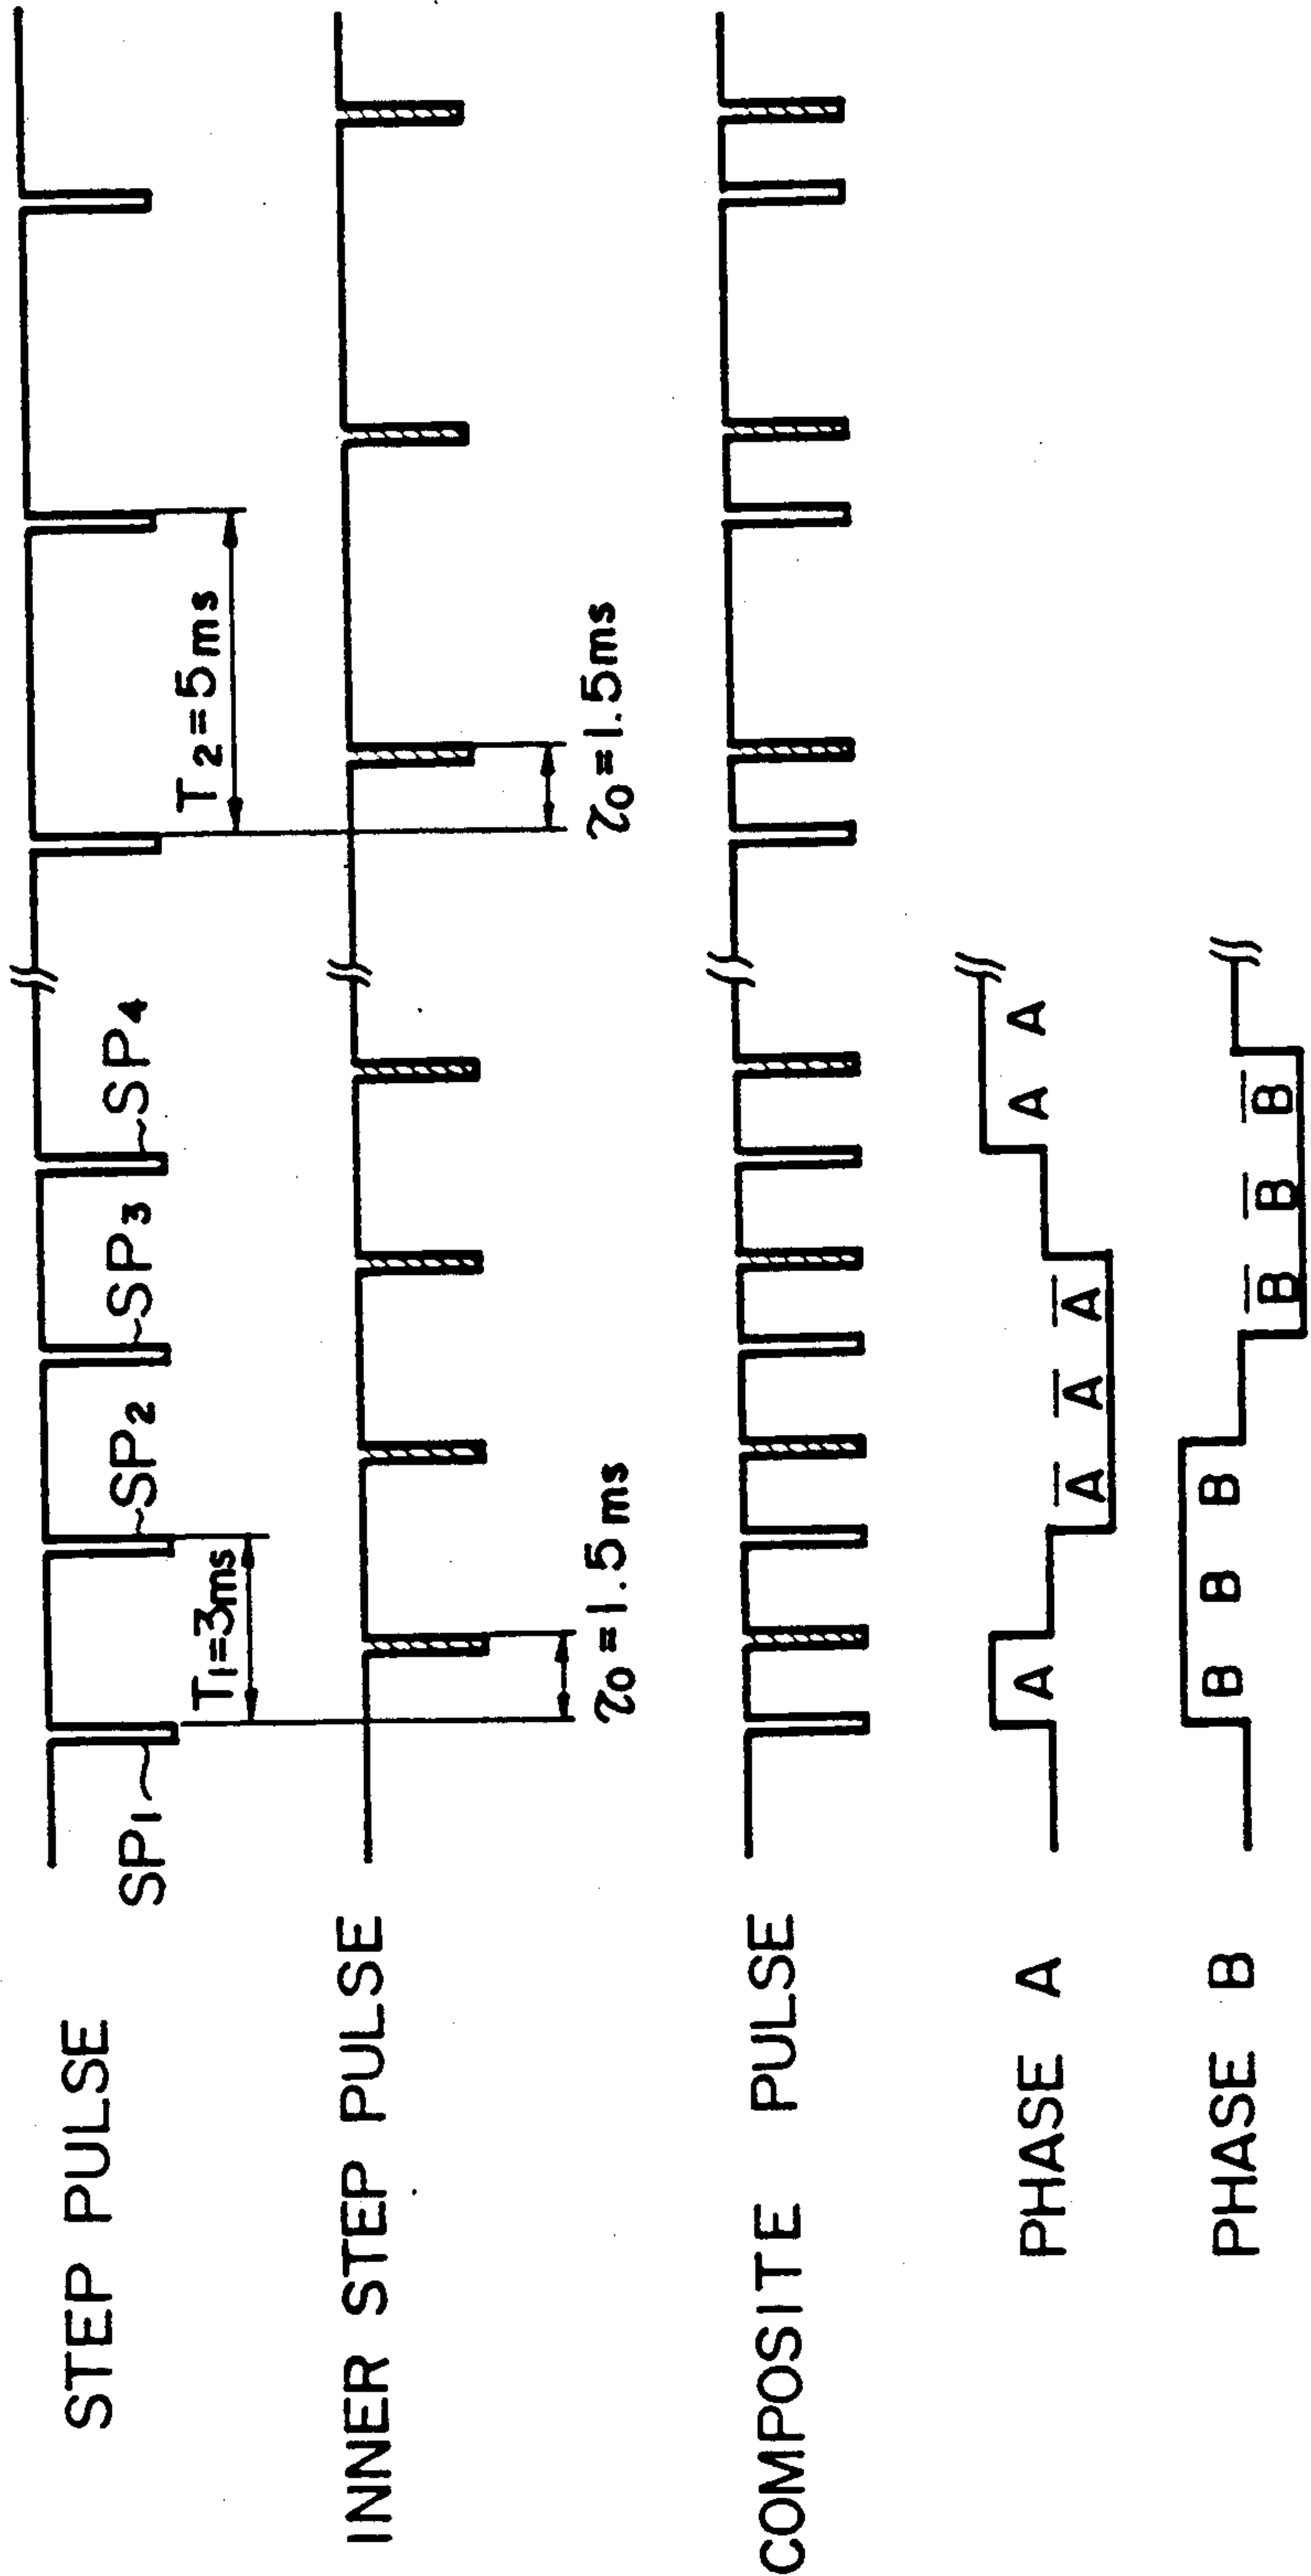 STEP PULSE
SP1
SP2
SP3
SP4
T1=3ms
T2=5ms
INNER STEP PULSE
τ0=1.5ms
τ0=1.5ms
COMPOSITE PULSE
PHASE A
A
A̅ A̅ A̅
A A
PHASE B
B B B
B̅ B̅ B̅